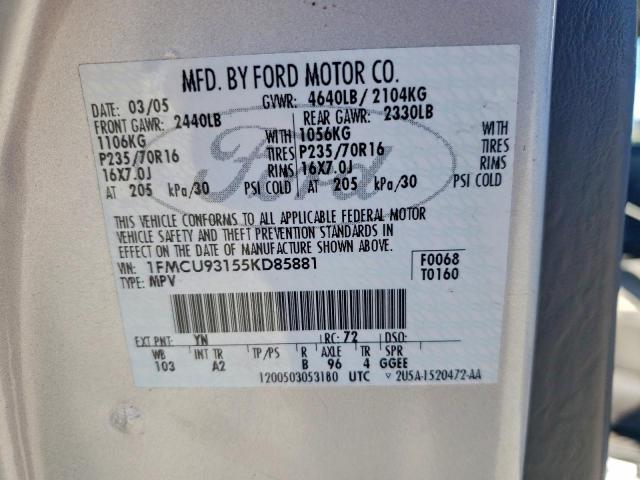 MFD. BY FORD MOTOR CO.
DATE: 03/05 GVWR: 4640LB/ 2104KG
FRONT GAWR: 2440LB REAR GAWR: 2330LB
1106KG WITH 1056KG WITH
P235/70R16 TIRES P235/70R16 TIRES
16X7.0J RIMS 16X7.0J RIMS
AT 205 kPa/30 PSI COLD AT 205 kPa/30 PSI COLD
Ford
THIS VEHICLE CONFORMS TO ALL APPLICABLE FEDERAL MOTOR
VEHICLE SAFETY AND THEFT PREVENTION STANDARDS IN
EFFECT ON THE DATE OF MANUFACTURE SHOWN ABOVE.
VIN: 1FMCU93155KD85881 F0068
TYPE: MPV T0160
EXT PNT: YN RC: 72 DSO:
WB INT TR TP/PS R AXLE TR SPR
103 A2 B 96 4 GGEE
1200503053180 UTC ▽ 2U5A-1520472-AA